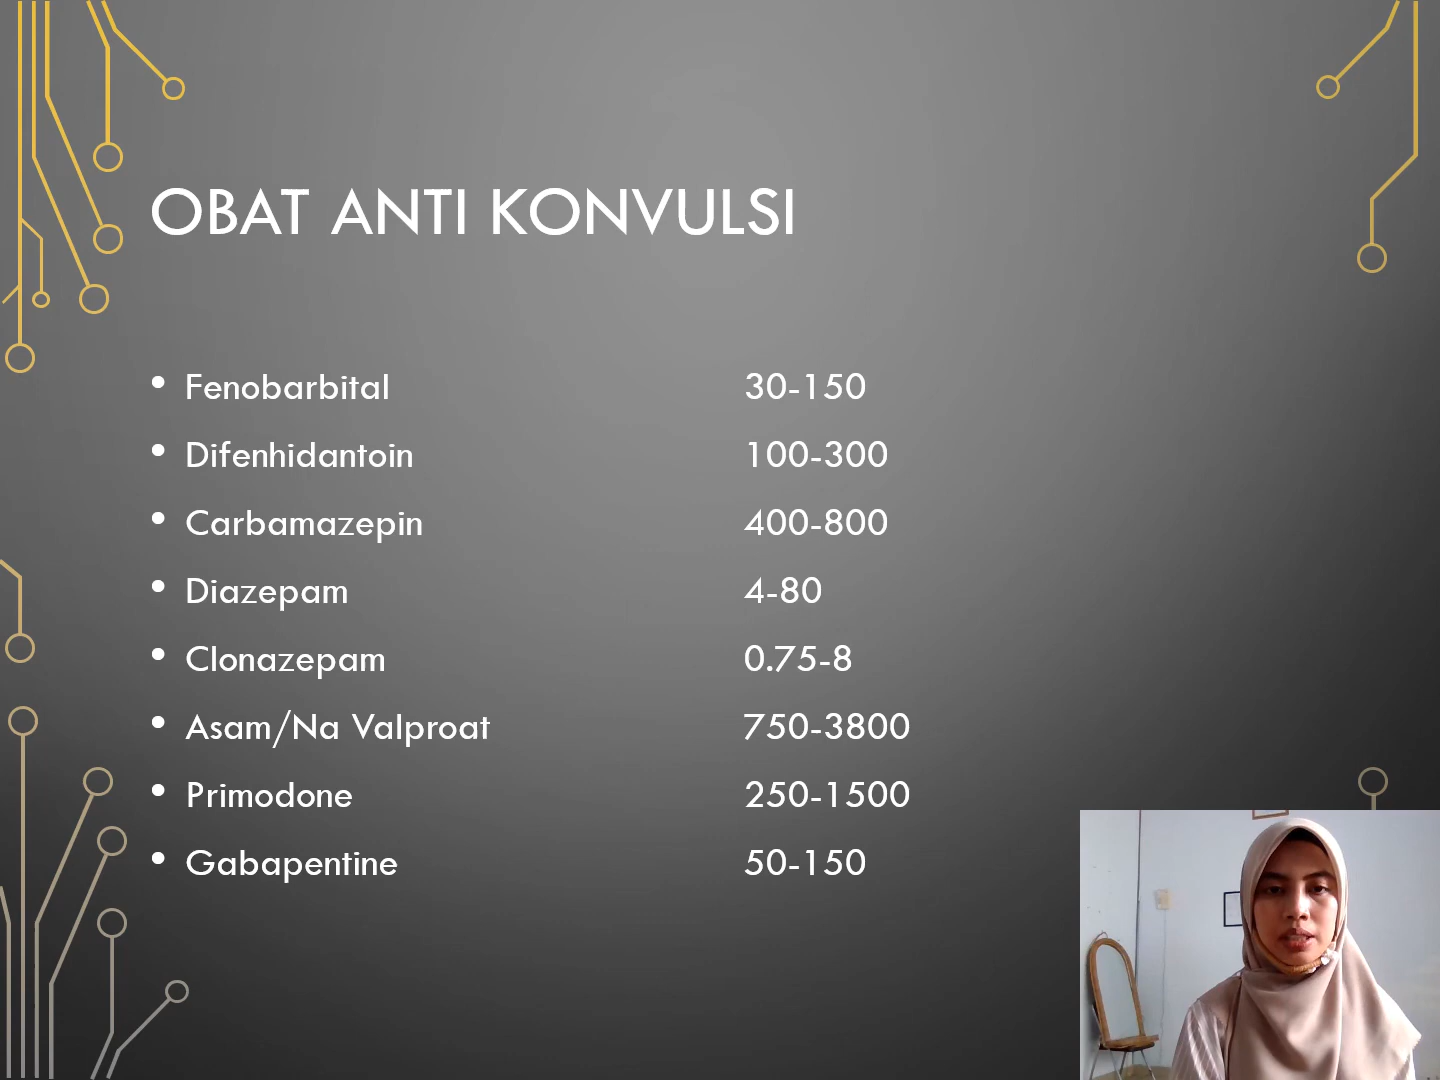 OBAT ANTI KONVULSI
• Fenobarbital 30-150
• Difenhidantoin 100-300
• Carbamazepin 400-800
• Diazepam 4-80
• Clonazepam 0.75-8
• Asam/Na Valproat 750-3800
• Primodone 250-1500
• Gabapentine 50-150